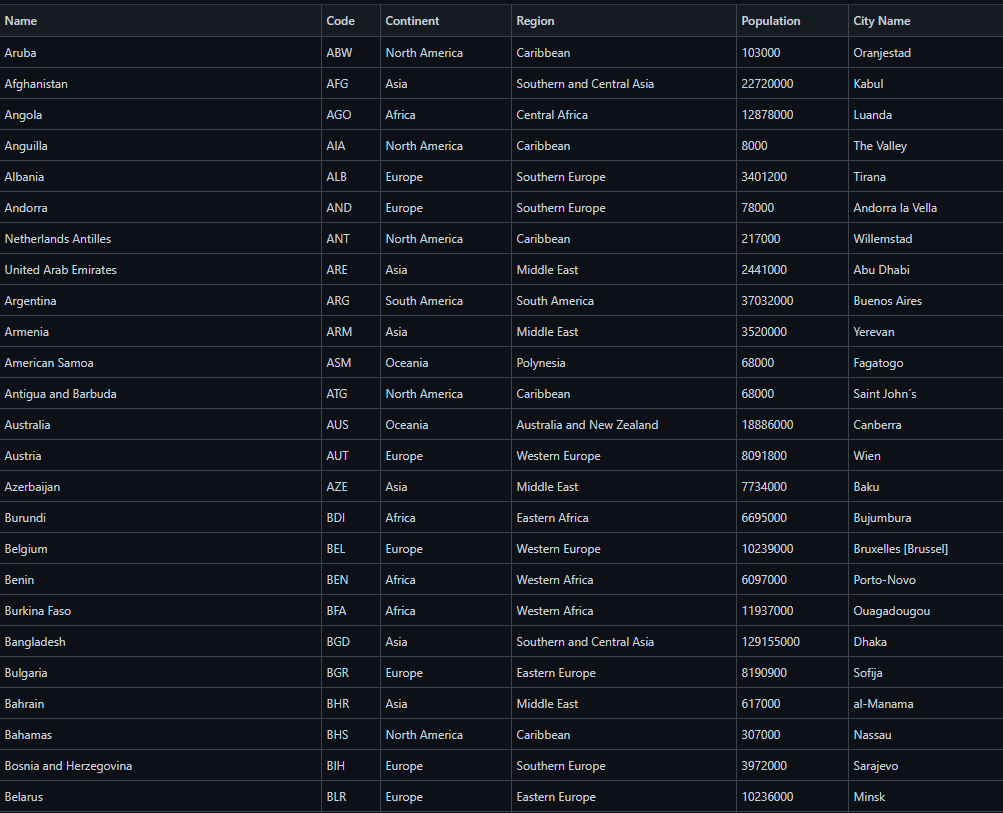 Name Code Continent Region Population City Name
Aruba ABW North America Caribbean 103000 Oranjestad
Afghanistan AFG Asia Southern and Central Asia 22720000 Kabul
Angola AGO Africa Central Africa 12878000 Luanda
Anguilla AIA North America Caribbean 8000 The Valley
Albania ALB Europe Southern Europe 3401200 Tirana
Andorra AND Europe Southern Europe 78000 Andorra la Vella
Netherlands Antilles ANT North America Caribbean 217000 Willemstad
United Arab Emirates ARE Asia Middle East 2441000 Abu Dhabi
Argentina ARG South America South America 37032000 Buenos Aires
Armenia ARM Asia Middle East 3520000 Yerevan
American Samoa ASM Oceania Polynesia 68000 Fagatogo
Antigua and Barbuda ATG North America Caribbean 68000 Saint John´s
Australia AUS Oceania Australia and New Zealand 18886000 Canberra
Austria AUT Europe Western Europe 8091800 Wien
Azerbaijan AZE Asia Middle East 7734000 Baku
Burundi BDI Africa Eastern Africa 6695000 Bujumbura
Belgium BEL Europe Western Europe 10239000 Bruxelles [Brussel]
Benin BEN Africa Western Africa 6097000 Porto-Novo
Burkina Faso BFA Africa Western Africa 11937000 Ouagadougou
Bangladesh BGD Asia Southern and Central Asia 129155000 Dhaka
Bulgaria BGR Europe Eastern Europe 8190900 Sofija
Bahrain BHR Asia Middle East 617000 al-Manama
Bahamas BHS North America Caribbean 307000 Nassau
Bosnia and Herzegovina BIH Europe Southern Europe 3972000 Sarajevo
Belarus BLR Europe Eastern Europe 10236000 Minsk